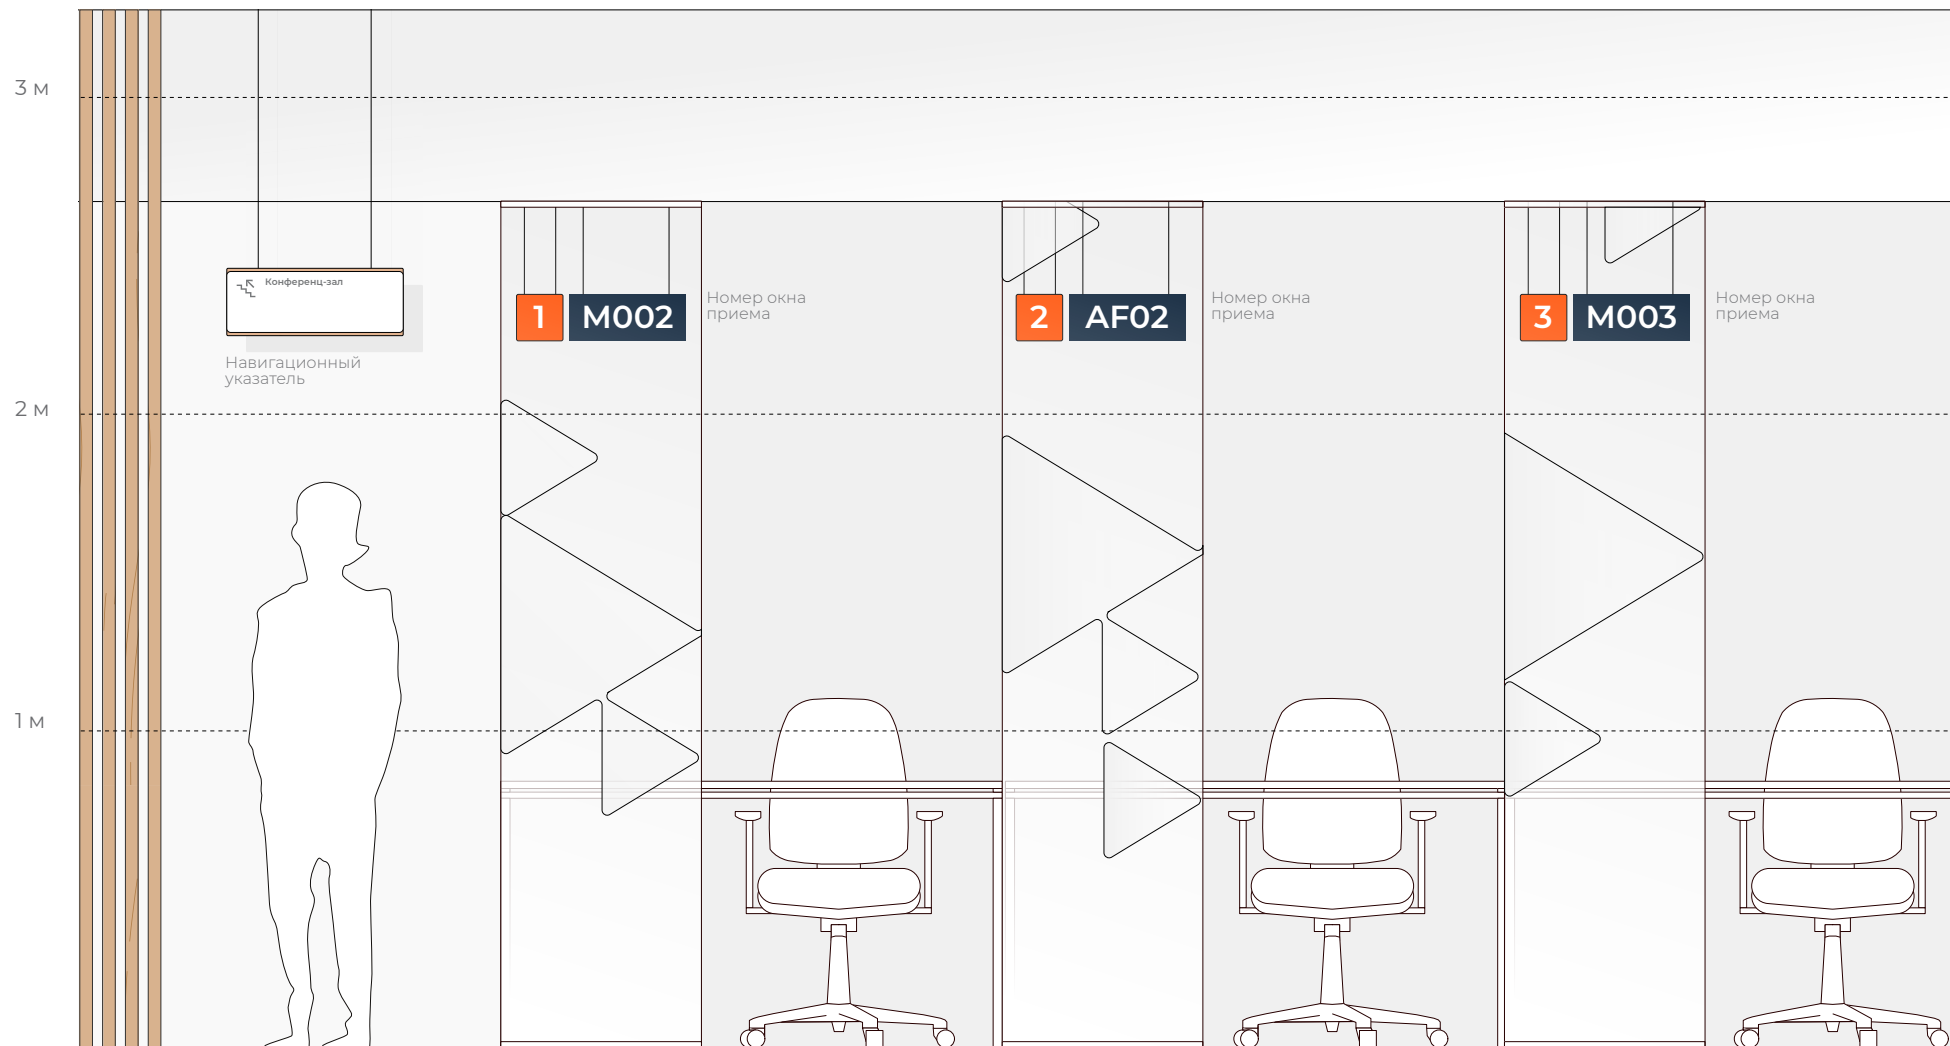 3 м
Конференц-зал
1 M002
Номер окна
приема
2 AF02
Номер окна
приема
3 M003
Номер окна
приема
Навигационный
указатель
2 м
1 м